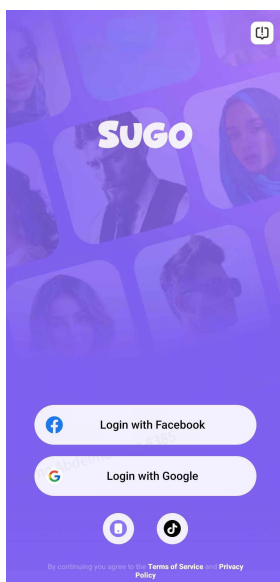 SUGO
Login with Facebook
Login with Google
By continuing you agree to the Terms of Service and Privacy
Policy